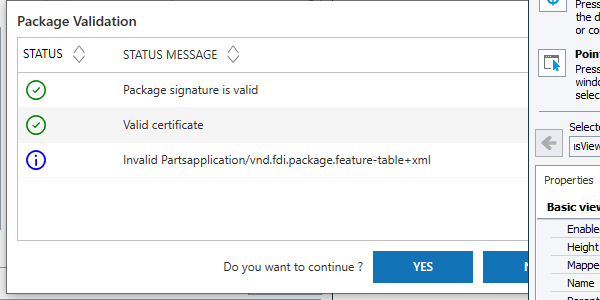 Package Validation
STATUS
STATUS MESSAGE
Package signature is valid
Valid certificate
Invalid Partsapplication/vnd.fdi.package.feature-table+xml
Do you want to continue ?
YES
N
Pres
the d
or co
Poin
Press
windo
selec
Selecte
ısView
Properties
Basic view
Enable
Height
Mappe
Name